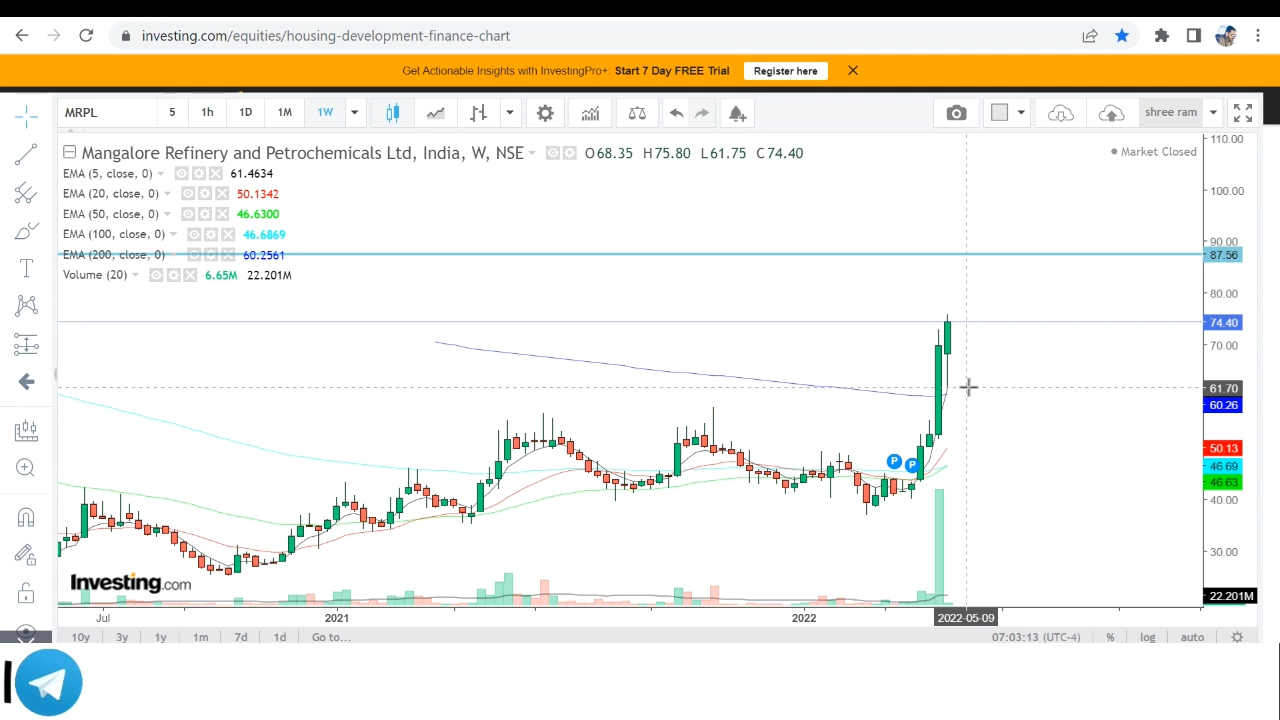 investing.com/equities/housing-development-finance-chart
Get Actionable Insights with InvestingPro+: Start 7 Day FREE Trial Register here
MRPL 5 1h 1D 1M 1W shree ram
Mangalore Refinery and Petrochemicals Ltd, India, W, NSE O68.35 H75.80 L61.75 C74.40
Market Closed
EMA (5, close, 0) 61.4634
EMA (20, close, 0) 50.1342
EMA (50, close, 0) 46.6300
EMA (100, close, 0) 46.6869
EMA (200, close, 0) 60.2561
Volume (20) 6.65M 22.201M
110.00
100.00
90.00
87.56
80.00
74.40
70.00
61.70
60.26
50.13
46.69
46.63
40.00
30.00
22.201M
P P
Investing.com
Jul 2021 2022 2022-05-09
10y 3y 1y 1m 7d 1d Go to... 07:03:13 (UTC-4) % log auto